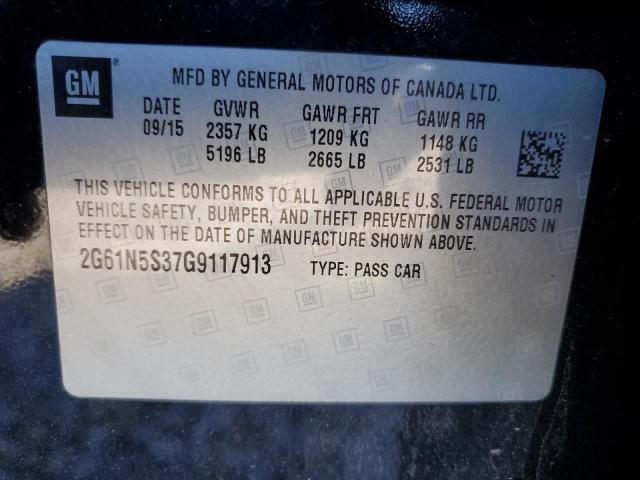 GM ®
MFD BY GENERAL MOTORS OF CANADA LTD.
DATE GVWR GAWR FRT GAWR RR
09/15 2357 KG 1209 KG 1148 KG
5196 LB 2665 LB 2531 LB
THIS VEHICLE CONFORMS TO ALL APPLICABLE U.S. FEDERAL MOTOR
VEHICLE SAFETY, BUMPER, AND THEFT PREVENTION STANDARDS IN
EFFECT ON THE DATE OF MANUFACTURE SHOWN ABOVE.
2G61N5S37G9117913 TYPE: PASS CAR